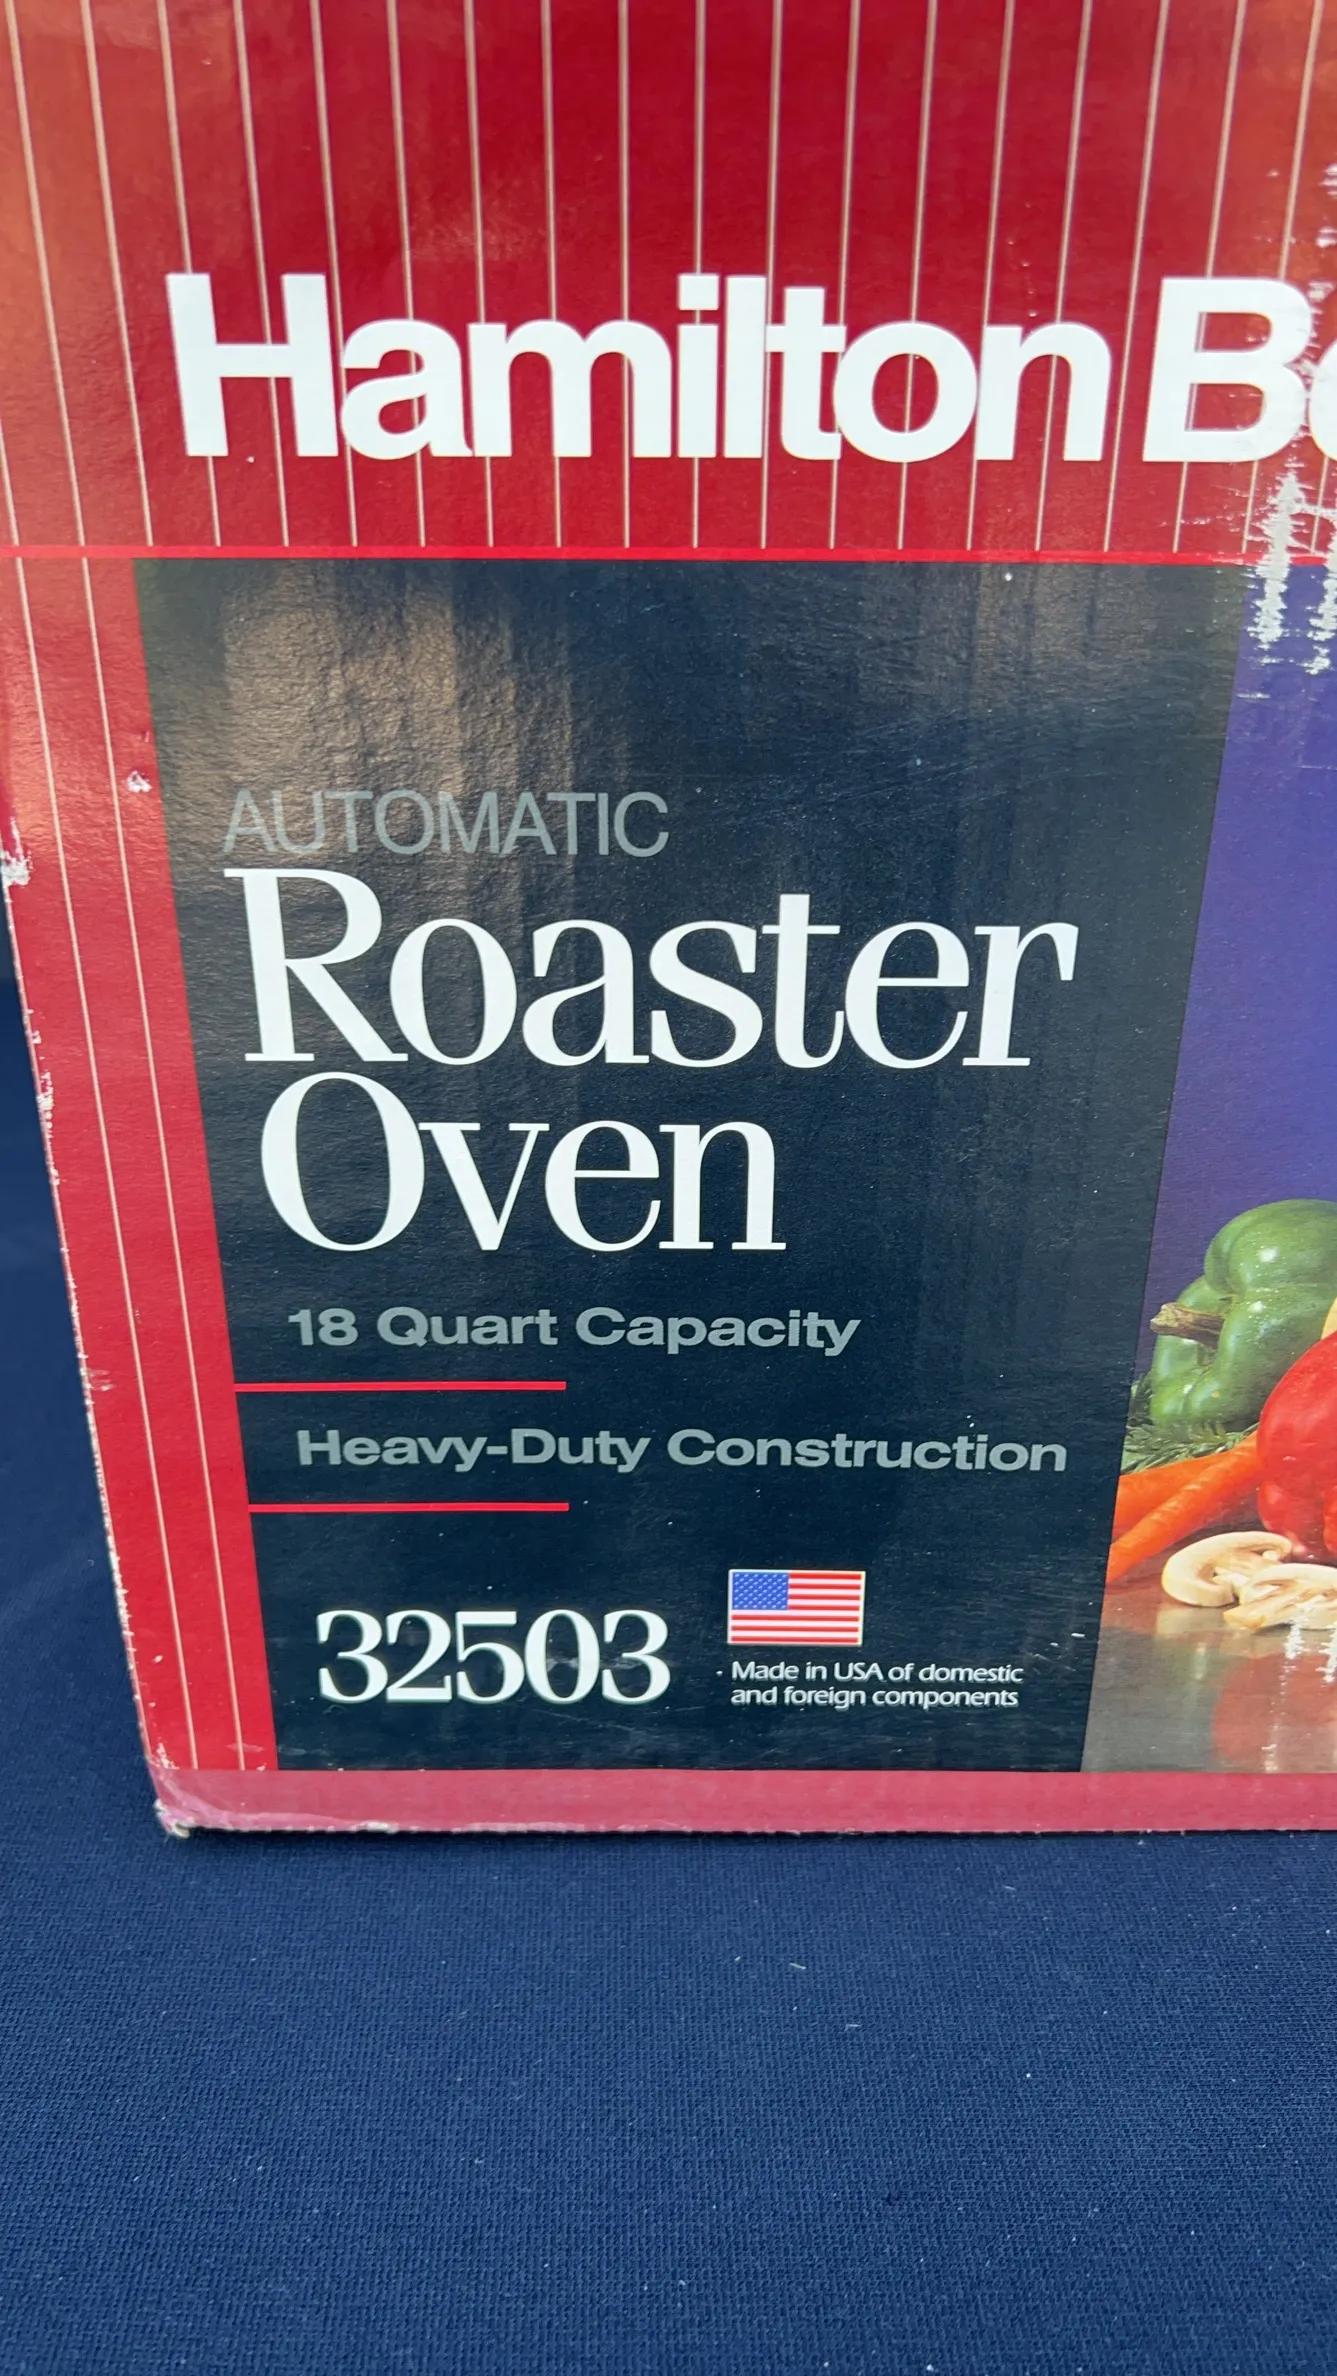 Hamilton B
AUTOMATIC
Roaster
Oven
18 Quart Capacity
Heavy-Duty Construction
32503
Made in USA of domestic
and foreign components